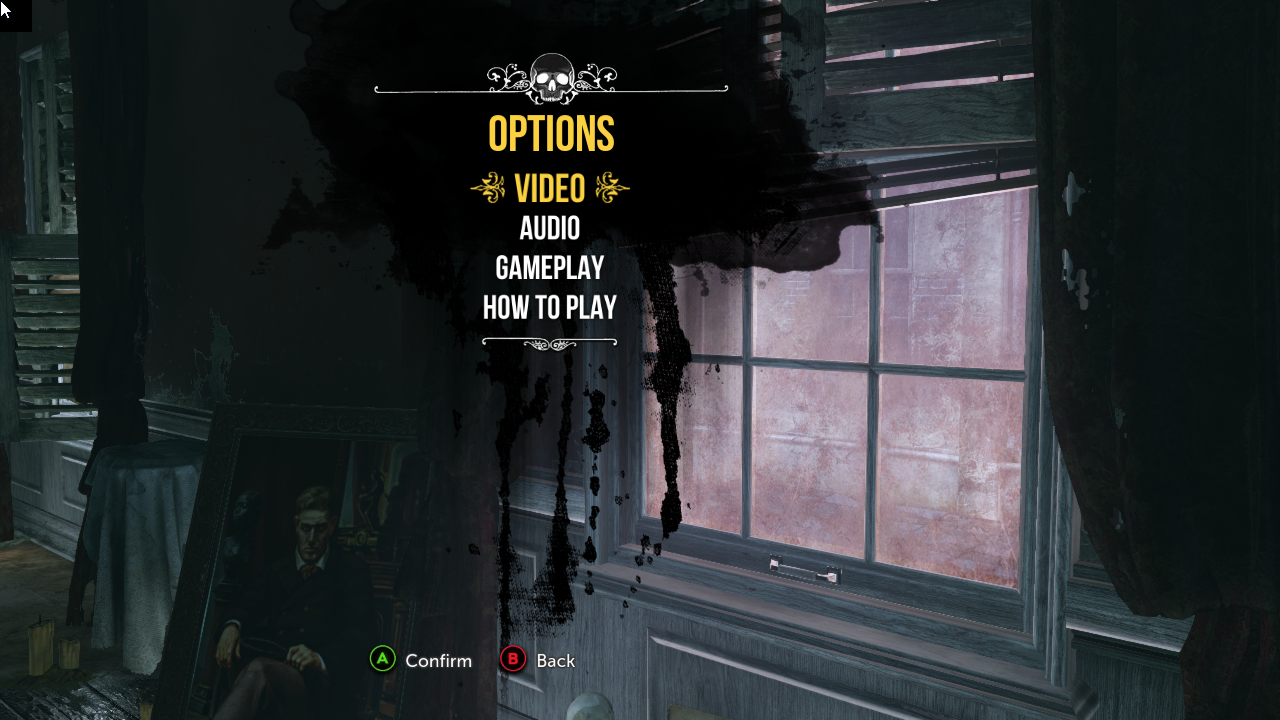 OPTIONS
VIDEO
AUDIO
GAMEPLAY
HOW TO PLAY
A Confirm B Back